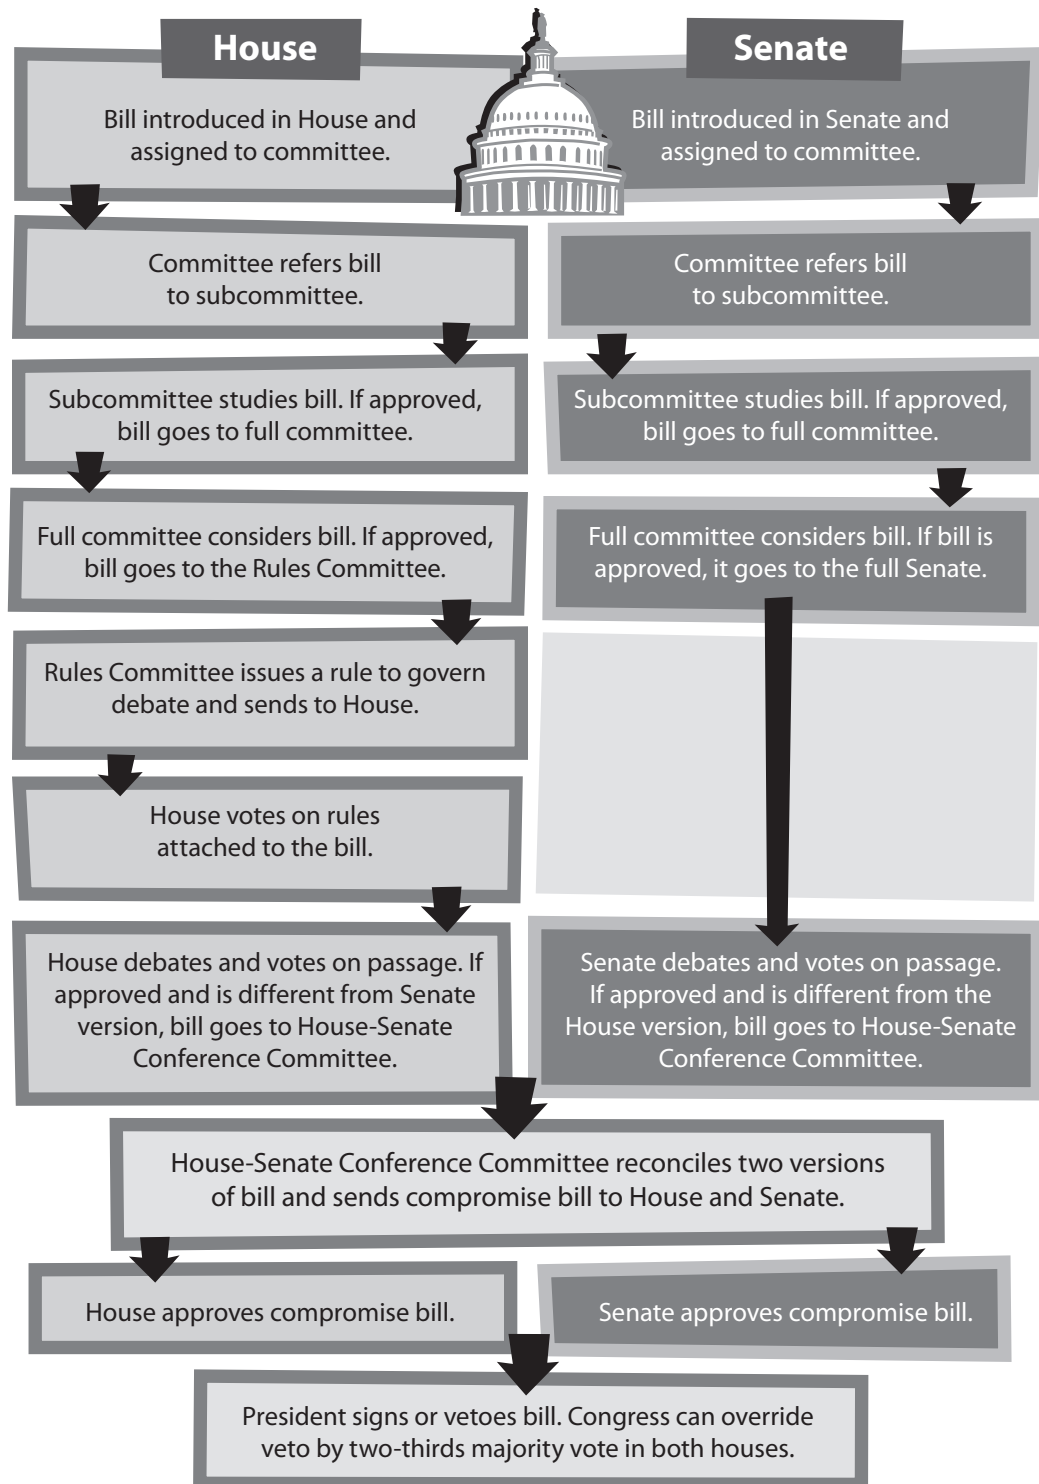 House
Senate
Bill introduced in House and
assigned to committee.
Bill introduced in Senate and
assigned to committee.
Committee refers bill
to subcommittee.
Committee refers bill
to subcommittee.
Subcommittee studies bill. If approved,
bill goes to full committee.
Subcommittee studies bill. If approved,
bill goes to full committee.
Full committee considers bill. If approved,
bill goes to the Rules Committee.
Full committee considers bill. If bill is
approved, it goes to the full Senate.
Rules Committee issues a rule to govern
debate and sends to House.
House votes on rules
attached to the bill.
House debates and votes on passage. If
approved and is different from Senate
version, bill goes to House-Senate
Conference Committee.
Senate debates and votes on passage.
If approved and is different from the
House version, bill goes to House-Senate
Conference Committee.
House-Senate Conference Committee reconciles two versions
of bill and sends compromise bill to House and Senate.
House approves compromise bill.
Senate approves compromise bill.
President signs or vetoes bill. Congress can override
veto by two-thirds majority vote in both houses.